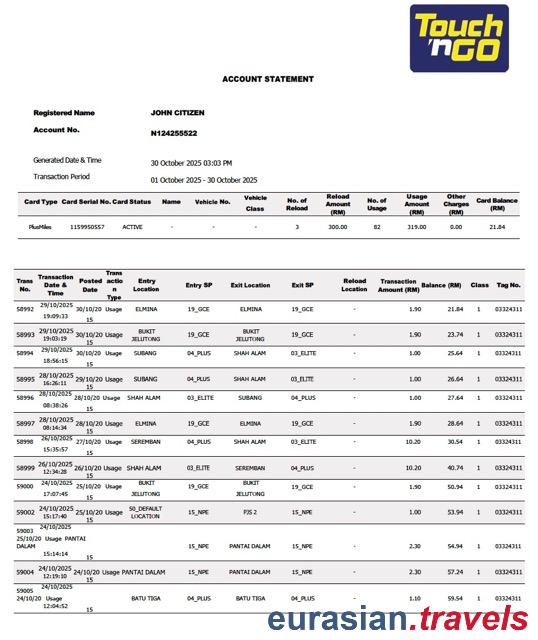 Touch
'n GO
ACCOUNT STATEMENT
Registered Name JOHN CITIZEN
Account No. N124255522
Generated Date & Time 30 October 2025 03:03 PM
Transaction Period 01 October 2025 - 30 October 2025
Card Type Card Serial No. Card Status Name Vehicle No. Vehicle Class No. of Reload Reload Amount (RM) No. of Usage Usage Amount (RM) Other Charges (RM) Card Balance (RM)
PlusMiles 1159950557 ACTIVE - - - 3 300.00 82 319.00 0.00 21.84
Trans No. Transaction Date & Time Posted Date Trans actio n Type Entry Location Entry SP Exit Location Exit SP Reload Location Transaction Amount (RM) Balance (RM) Class Tag No.
58992 29/10/2025 19:09:33 30/10/20 15 Usage ELMINA 19_GCE ELMINA 19_GCE - 1.90 21.84 1 03324311
58993 29/10/2025 19:03:19 30/10/20 15 Usage BUKIT JELUTONG 19_GCE BUKIT JELUTONG 19_GCE - 1.90 23.74 1 03324311
58994 29/10/2025 18:56:15 30/10/20 15 Usage SUBANG 04_PLUS SHAH ALAM 03_ELITE - 1.00 25.64 1 03324311
58995 28/10/2025 16:26:11 29/10/20 15 Usage SUBANG 04_PLUS SHAH ALAM 03_ELITE - 1.00 26.64 1 03324311
58996 28/10/2025 08:38:26 28/10/20 15 Usage SHAH ALAM 03_ELITE SUBANG 04_PLUS - 1.00 27.64 1 03324311
58997 28/10/2025 08:14:34 28/10/20 15 Usage ELMINA 19_GCE ELMINA 19_GCE - 1.90 28.64 1 03324311
58998 26/10/2025 15:35:57 27/10/20 15 Usage SEREMBAN 04_PLUS SHAH ALAM 03_ELITE - 10.20 30.54 1 03324311
58999 26/10/2025 12:34:28 26/10/20 15 Usage SHAH ALAM 03_ELITE SEREMBAN 04_PLUS - 10.20 40.74 1 03324311
59000 24/10/2025 17:07:45 25/10/20 15 Usage BUKIT JELUTONG 19_GCE BUKIT JELUTONG 19_GCE - 1.90 50.94 1 03324311
59002 24/10/2025 15:17:40 25/10/20 15 Usage 50_DEFAULT LOCATION 15_NPE PJS 2 15_NPE - 1.00 53.94 1 03324311
59003 24/10/2025 15:14:14 25/10/20 15 Usage PANTAI DALAM 15_NPE PANTAI DALAM 15_NPE - 2.30 54.94 1 03324311
59004 24/10/2025 12:19:10 24/10/20 15 Usage PANTAI DALAM 15_NPE PANTAI DALAM 15_NPE - 2.30 57.24 1 03324311
59005 24/10/2025 12:04:52 24/10/20 15 Usage BATU TIGA 04_PLUS BATU TIGA 04_PLUS - 1.10 59.54 1 03324311
eurasian.travels